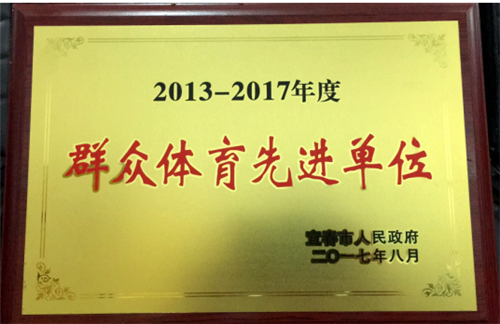 2013-2017年度
群众体育先进单位
宜春市人民政府
二〇一七年八月